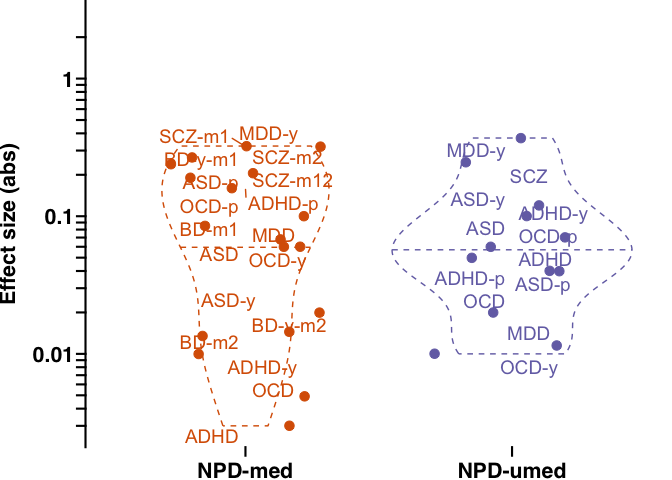 1
SCZ-m1 MDD-y
BD-y-m1 SCZ-m2
MDD-y
ASD-p SCZ-m12
SCZ
OCD-p ADHD-p
ASD-y
0.1
ADHD-y
BD-m1 MDD
ASD OCD-p
ASD OCD-y
ADHD
ADHD-p ASD-p
Effect size (abs)
ASD-y
OCD
BD-y-m2
MDD
BD-m2
0.01
ADHD-y
OCD-y
OCD
ADHD
NPD-med NPD-umed